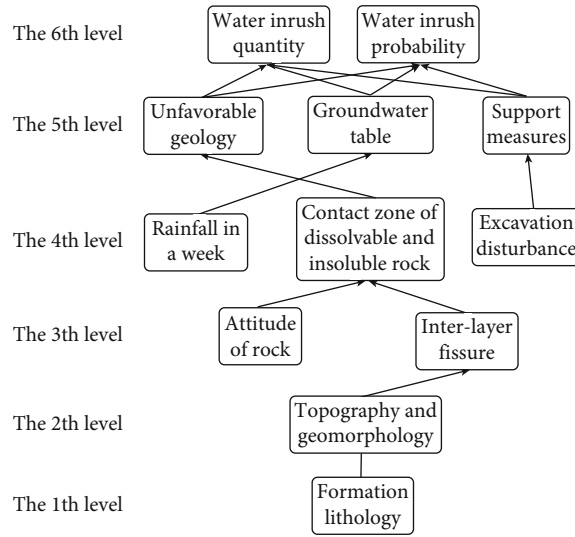 The 6th level
Water inrush
quantity
Water inrush
probability
The 5th level
Unfavorable
geology
Groundwater
table
Support
measures
The 4th level
Rainfall in
a week
Contact zone of
dissolvable and
insoluble rock
Excavation
disturbance
The 3th level
Attitude
of rock
Inter-layer
fissure
The 2th level
Topography and
geomorphology
The 1th level
Formation
lithology